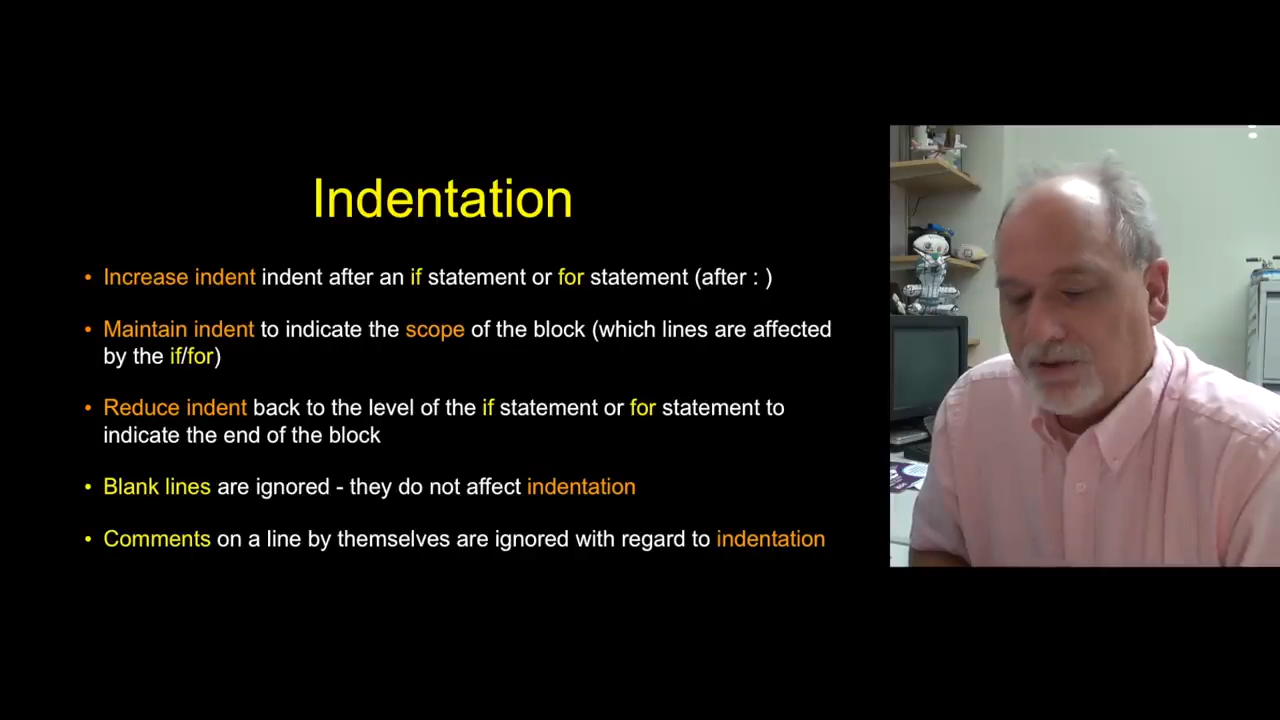 Indentation
• Increase indent indent after an if statement or for statement (after : )
• Maintain indent to indicate the scope of the block (which lines are affected
by the if/for)
• Reduce indent back to the level of the if statement or for statement to
indicate the end of the block
• Blank lines are ignored - they do not affect indentation
• Comments on a line by themselves are ignored with regard to indentation